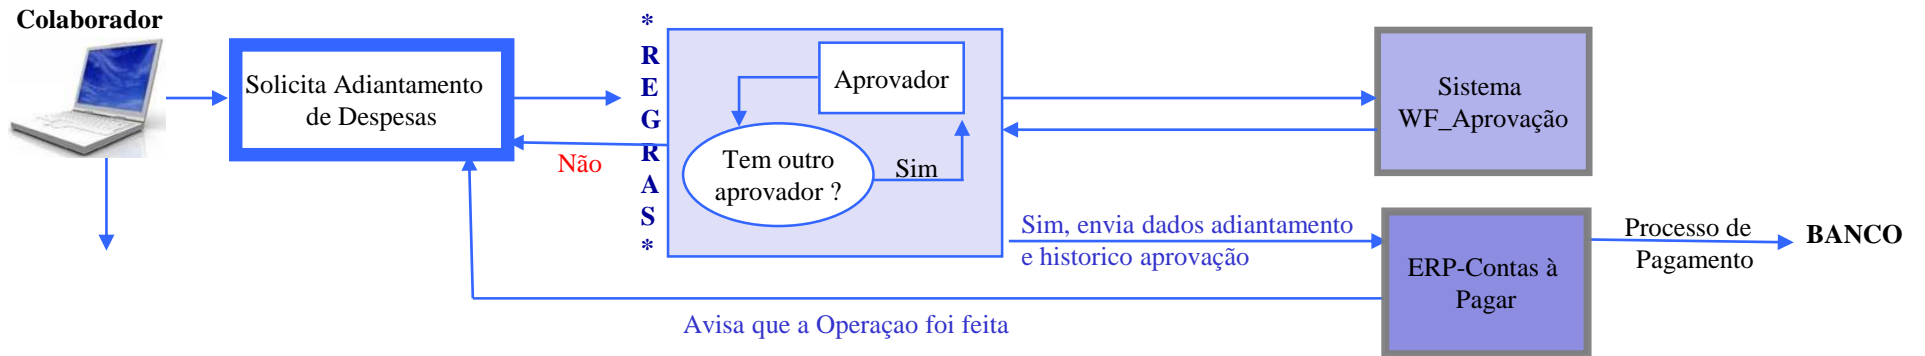 Colaborador
Solicita Adiantamento
de Despesas
*
R
E
G
R
A
S
*
Não
Aprovador
Tem outro
aprovador ?
Sim
Sistema
WF_Aprovação
Sim, envia dados adiantamento
e historico aprovação
ERP-Contas à
Pagar
Processo de
Pagamento
BANCO
Avisa que a Operaçao foi feita